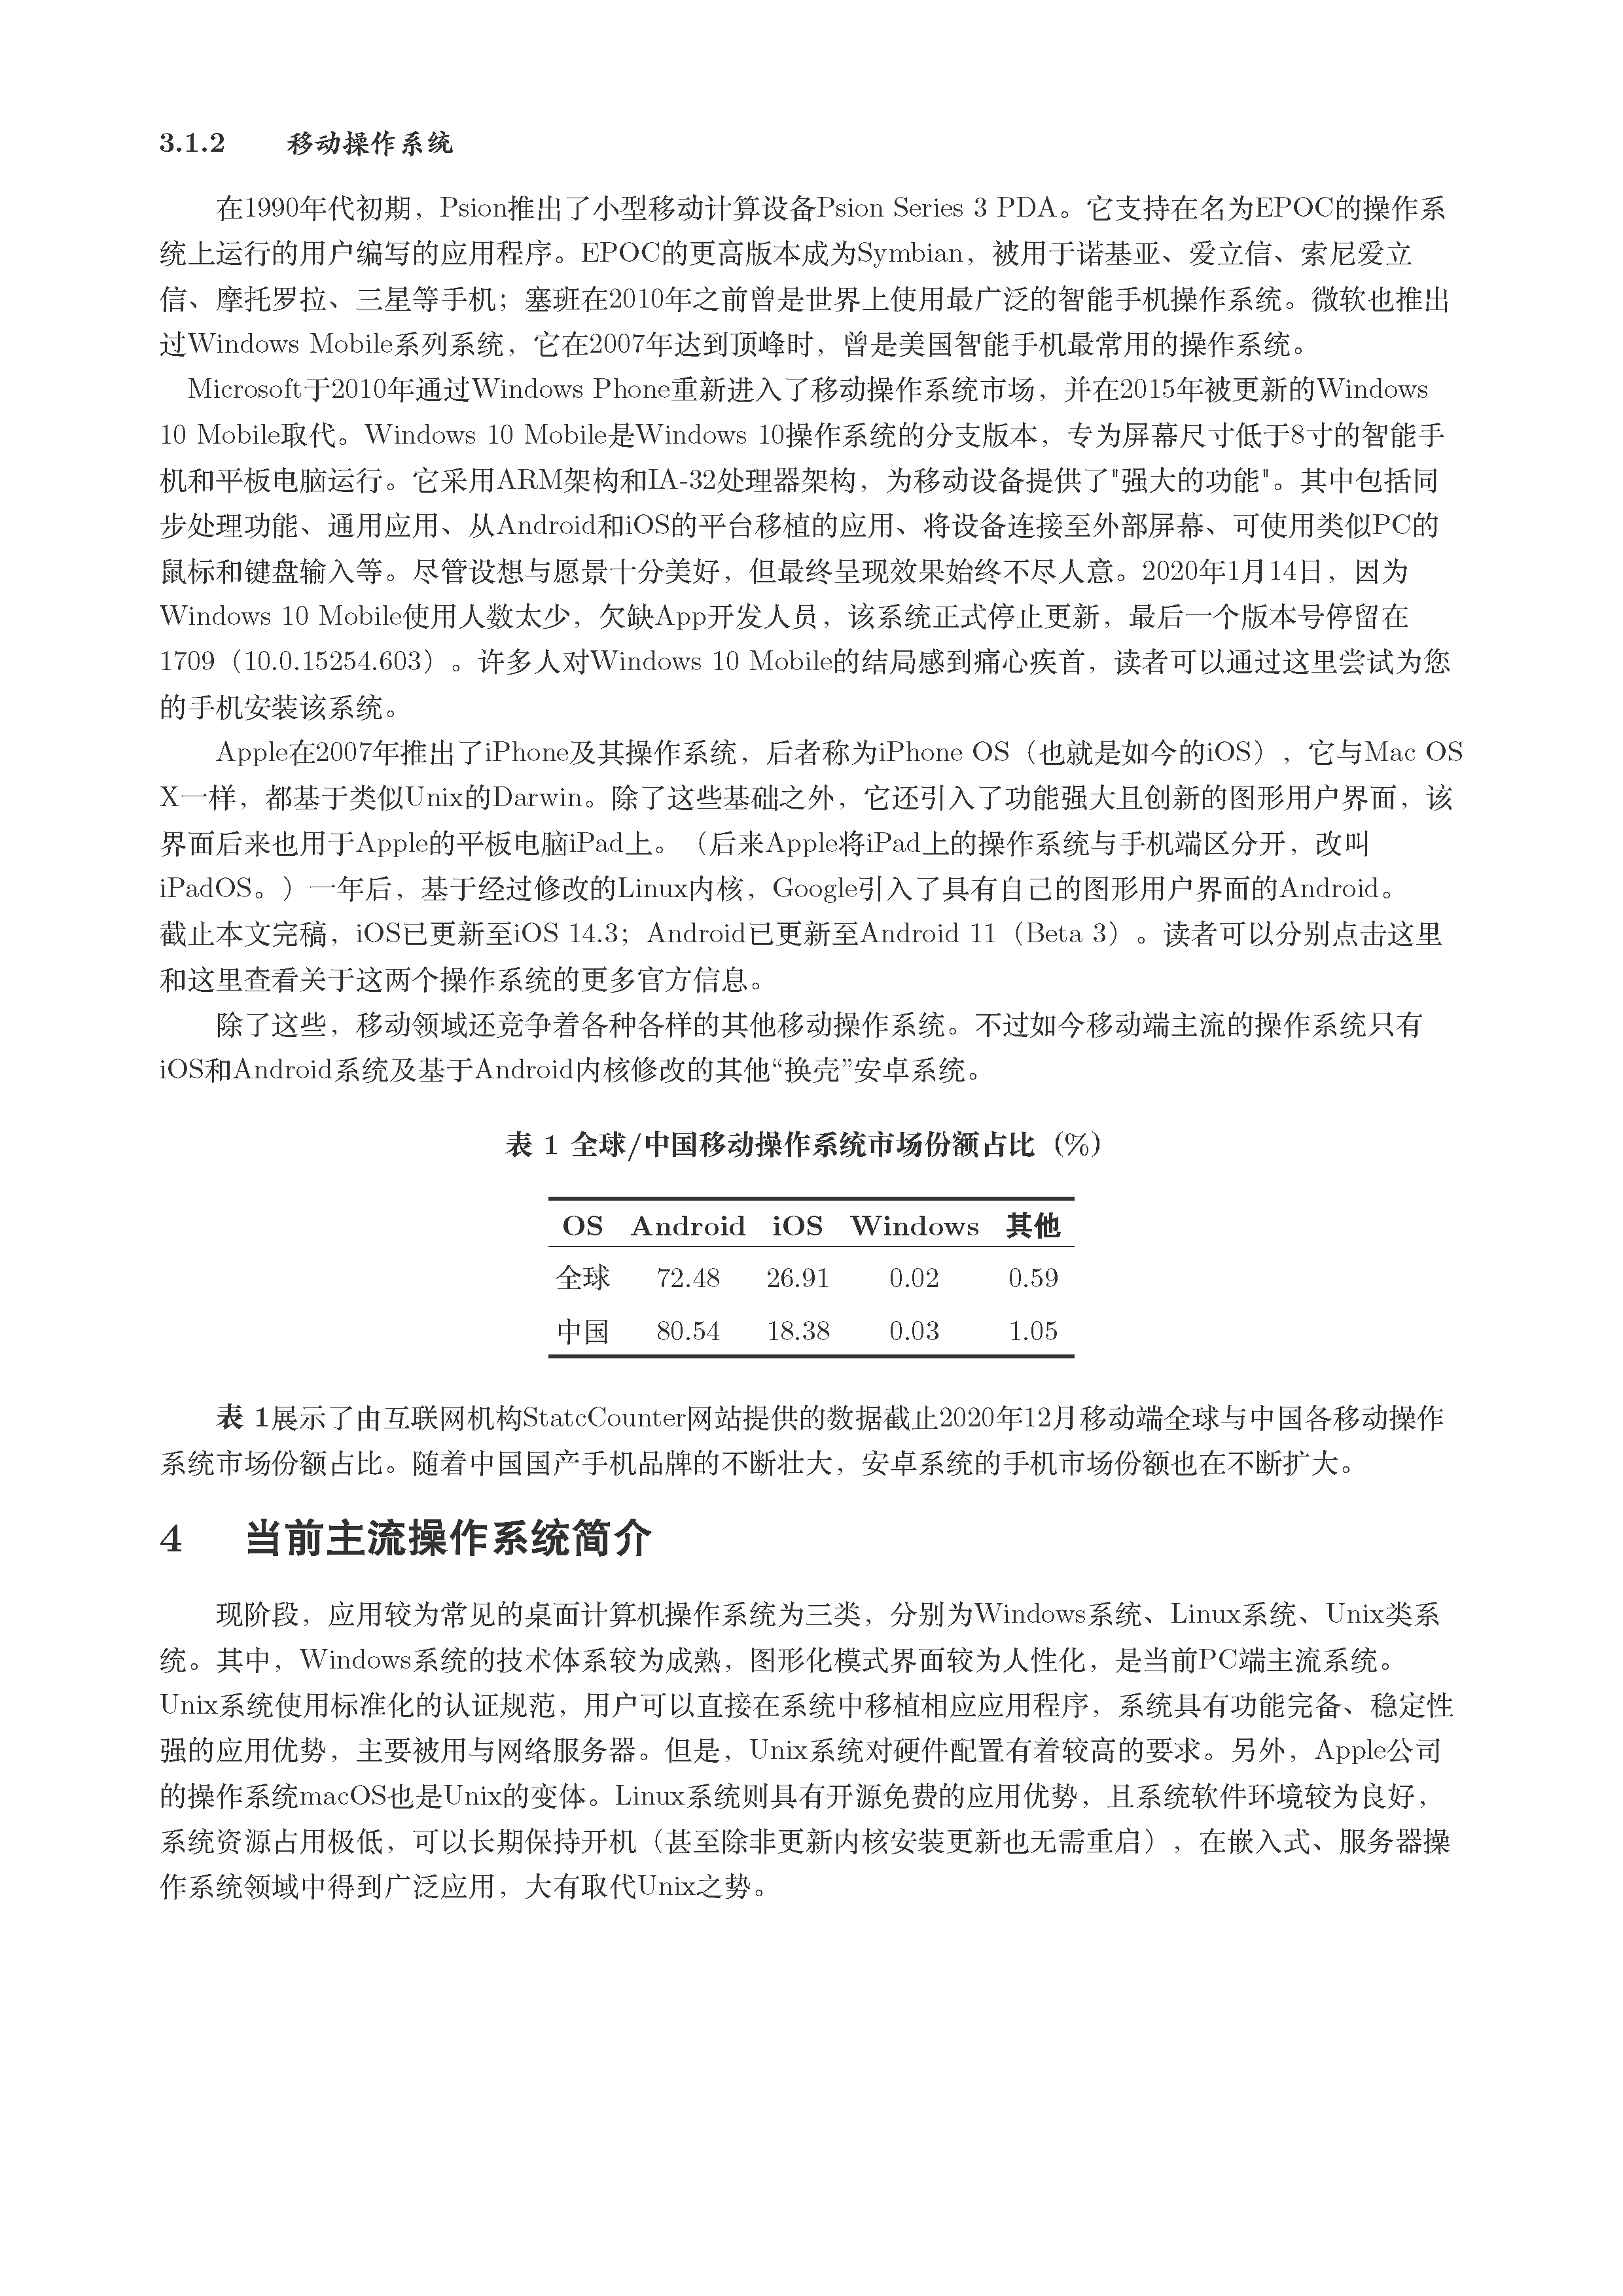 3.1.2 移动操作系统
在1990年代初期，Psion推出了小型移动计算设备Psion Series 3 PDA。它支持在名为EPOC的操作系
统上运行的用户编写的应用程序。EPOC的更高版本成为Symbian，被用于诺基亚、爱立信、索尼爱立
信、摩托罗拉、三星等手机；塞班在2010年之前曾是世界上使用最广泛的智能手机操作系统。微软也推出
过Windows Mobile系列系统，它在2007年达到顶峰时，曾是美国智能手机最常用的操作系统。
Microsoft于2010年通过Windows Phone重新进入了移动操作系统市场，并在2015年被更新的Windows
10 Mobile取代。Windows 10 Mobile是Windows 10操作系统的分支版本，专为屏幕尺寸低于8寸的智能手
机和平板电脑运行。它采用ARM架构和IA-32处理器架构，为移动设备提供了"强大的功能"。其中包括同
步处理功能、通用应用、从Android和iOS的平台移植的应用、将设备连接至外部屏幕、可使用类似PC的
鼠标和键盘输入等。尽管设想与愿景十分美好，但最终呈现效果始终不尽人意。2020年1月14日，因为
Windows 10 Mobile使用人数太少，欠缺App开发人员，该系统正式停止更新，最后一个版本号停留在
1709（10.0.15254.603）。许多人对Windows 10 Mobile的结局感到痛心疾首，读者可以通过这里尝试为您
的手机安装该系统。
Apple在2007年推出了iPhone及其操作系统，后者称为iPhone OS（也就是如今的iOS），它与Mac OS
X一样，都基于类似Unix的Darwin。除了这些基础之外，它还引入了功能强大且创新的图形用户界面，该
界面后来也用于Apple的平板电脑iPad上。（后来Apple将iPad上的操作系统与手机端区分开，改叫
iPadOS。）一年后，基于经过修改的Linux内核，Google引入了具有自己的图形用户界面的Android。
截止本文完稿，iOS已更新至iOS 14.3；Android已更新至Android 11（Beta 3）。读者可以分别点击这里
和这里查看关于这两个操作系统的更多官方信息。
除了这些，移动领域还竞争着各种各样的其他移动操作系统。不过如今移动端主流的操作系统只有
iOS和Android系统及基于Android内核修改的其他“换壳”安卓系统。
表 1 全球/中国移动操作系统市场份额占比（%）
OS Android iOS Windows 其他
全球 72.48 26.91 0.02 0.59
中国 80.54 18.38 0.03 1.05
表 1展示了由互联网机构StatcCounter网站提供的数据截止2020年12月移动端全球与中国各移动操作
系统市场份额占比。随着中国国产手机品牌的不断壮大，安卓系统的手机市场份额也在不断扩大。
4 当前主流操作系统简介
现阶段，应用较为常见的桌面计算机操作系统为三类，分别为Windows系统、Linux系统、Unix类系
统。其中，Windows系统的技术体系较为成熟，图形化模式界面较为人性化，是当前PC端主流系统。
Unix系统使用标准化的认证规范，用户可以直接在系统中移植相应应用程序，系统具有功能完备、稳定性
强的应用优势，主要被用与网络服务器。但是，Unix系统对硬件配置有着较高的要求。另外，Apple公司
的操作系统macOS也是Unix的变体。Linux系统则具有开源免费的应用优势，且系统软件环境较为良好，
系统资源占用极低，可以长期保持开机（甚至除非更新内核安装更新也无需重启），在嵌入式、服务器操
作系统领域中得到广泛应用，大有取代Unix之势。